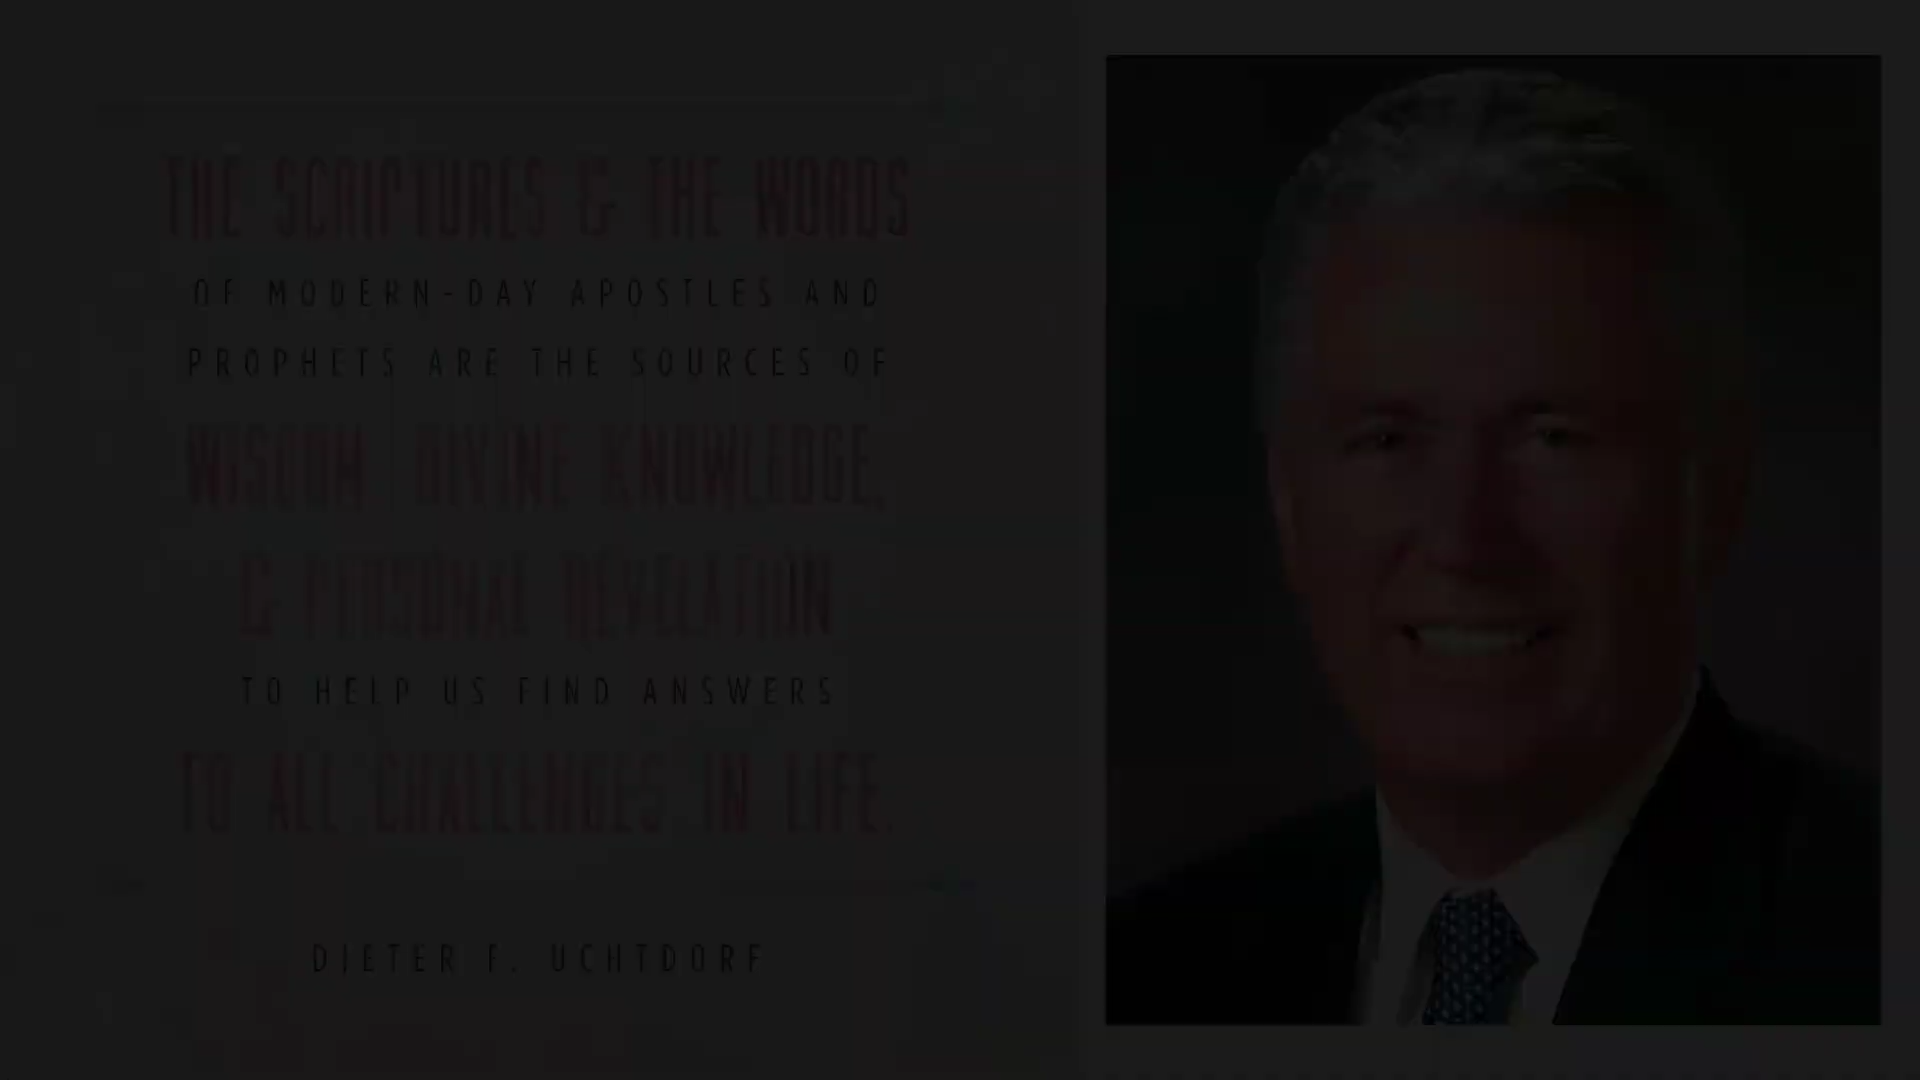 THE SCRIPTURES & THE WORDS
OF MODERN-DAY APOSTLES AND
PROPHETS ARE THE SOURCES OF
WISDOM, DIVINE KNOWLEDGE,
& PERSONAL REVELATION
TO HELP US FIND ANSWERS
TO ALL CHALLENGES IN LIFE.
DIETER F. UCHTDORF